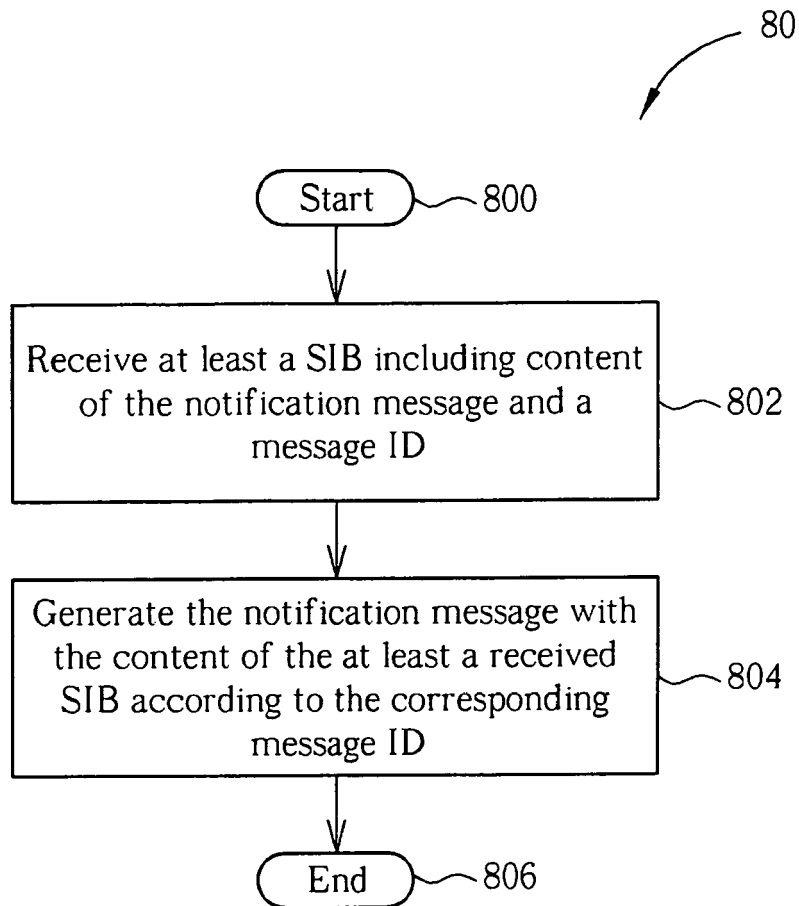 80
Start
800
Receive at least a SIB including content
of the notification message and a
message ID
802
Generate the notification message with
the content of the at least a received
SIB according to the corresponding
message ID
804
End
806